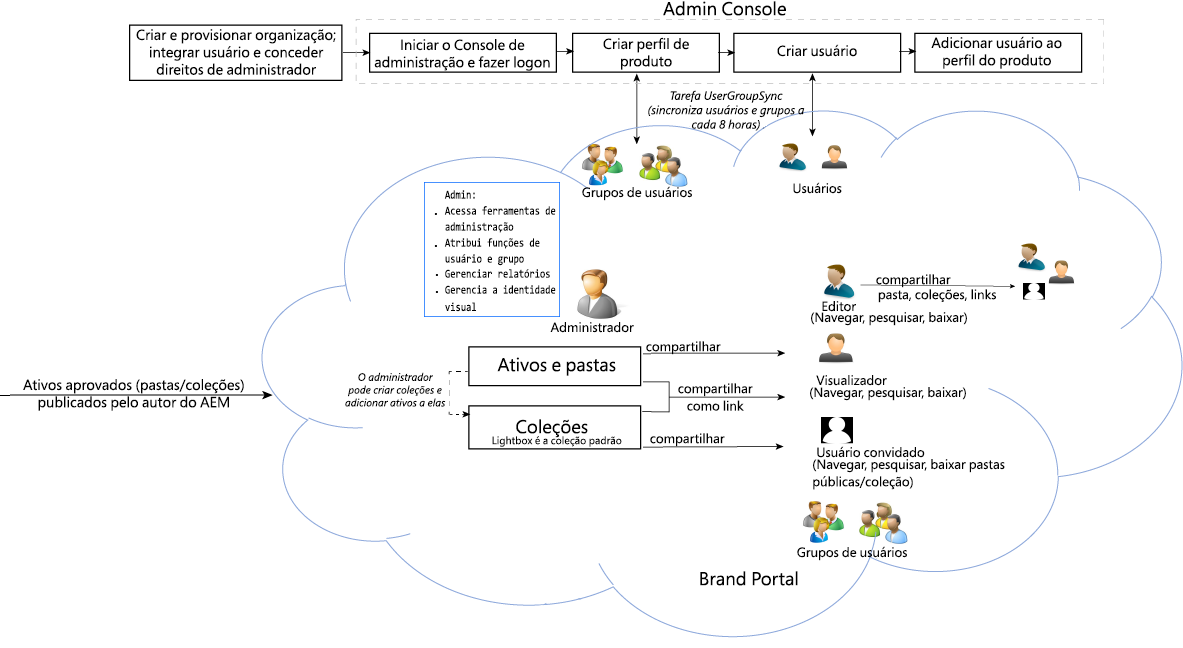 Admin Console
Criar e provisionar organização;
integrar usuário e conceder
direitos de administrador
Iniciar o Console de
administração e fazer logon
Criar perfil de
produto
Criar usuário
Adicionar usuário ao
perfil do produto
Tarefa UserGroupSync
(sincroniza usuários e grupos a
cada 8 horas)
Grupos de usuários
Usuários
Admin:
. Acessa ferramentas de
administração
. Atribui funções de
usuário e grupo
. Gerenciar relatórios
. Gerencia a identidade
visual
Administrador
Editor
(Navegar, pesquisar, baixar)
compartilhar
pasta, coleções, links
Ativos aprovados (pastas/coleções)
publicados pelo autor do AEM
O administrador
pode criar coleções e
adicionar ativos a elas
Ativos e pastas
Coleções
Lightbox é a coleção padrão
compartilhar
compartilhar
como link
compartilhar
Visualizador
(Navegar, pesquisar, baixar)
Usuário convidado
(Navegar, pesquisar, baixar pastas
públicas/coleção)
Grupos de usuários
Brand Portal